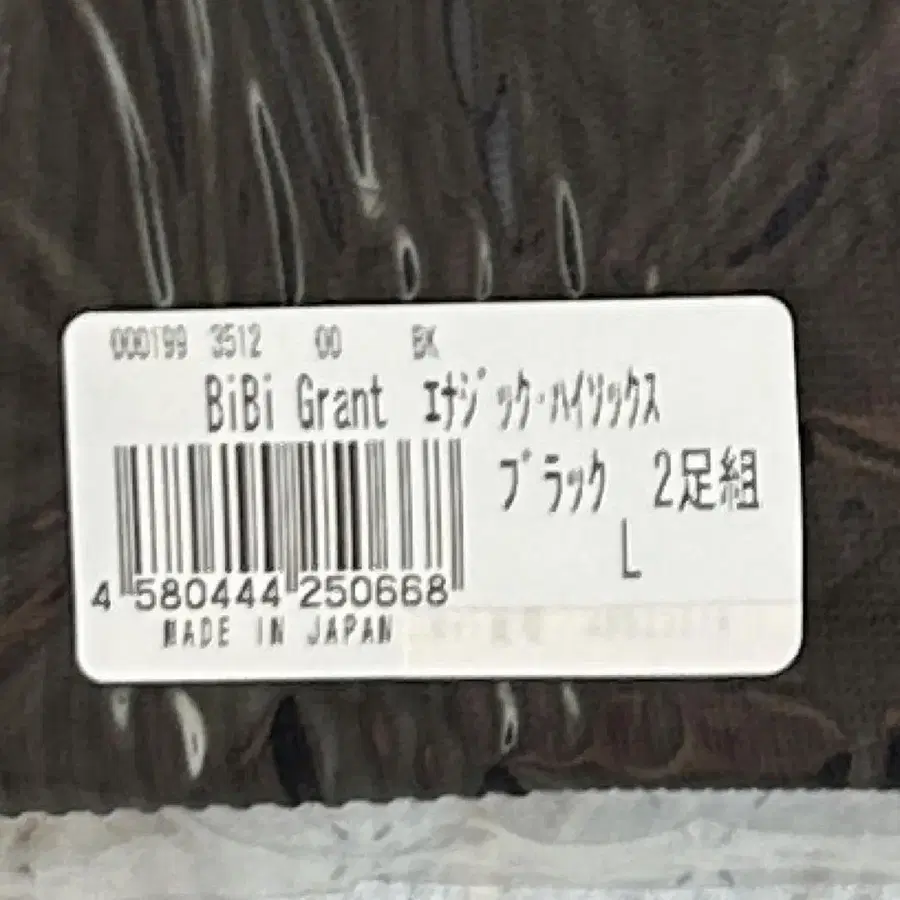 000199 3512 00 BK
BiBi Grant ｴﾅｼﾞｯｸ･ﾊｲｿｯｸｽ
ﾌﾞﾗｯｸ 2足組
L
4 580444 250668
MADE IN JAPAN